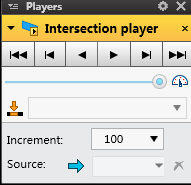 Players
Intersection player
Increment: 100
Source: